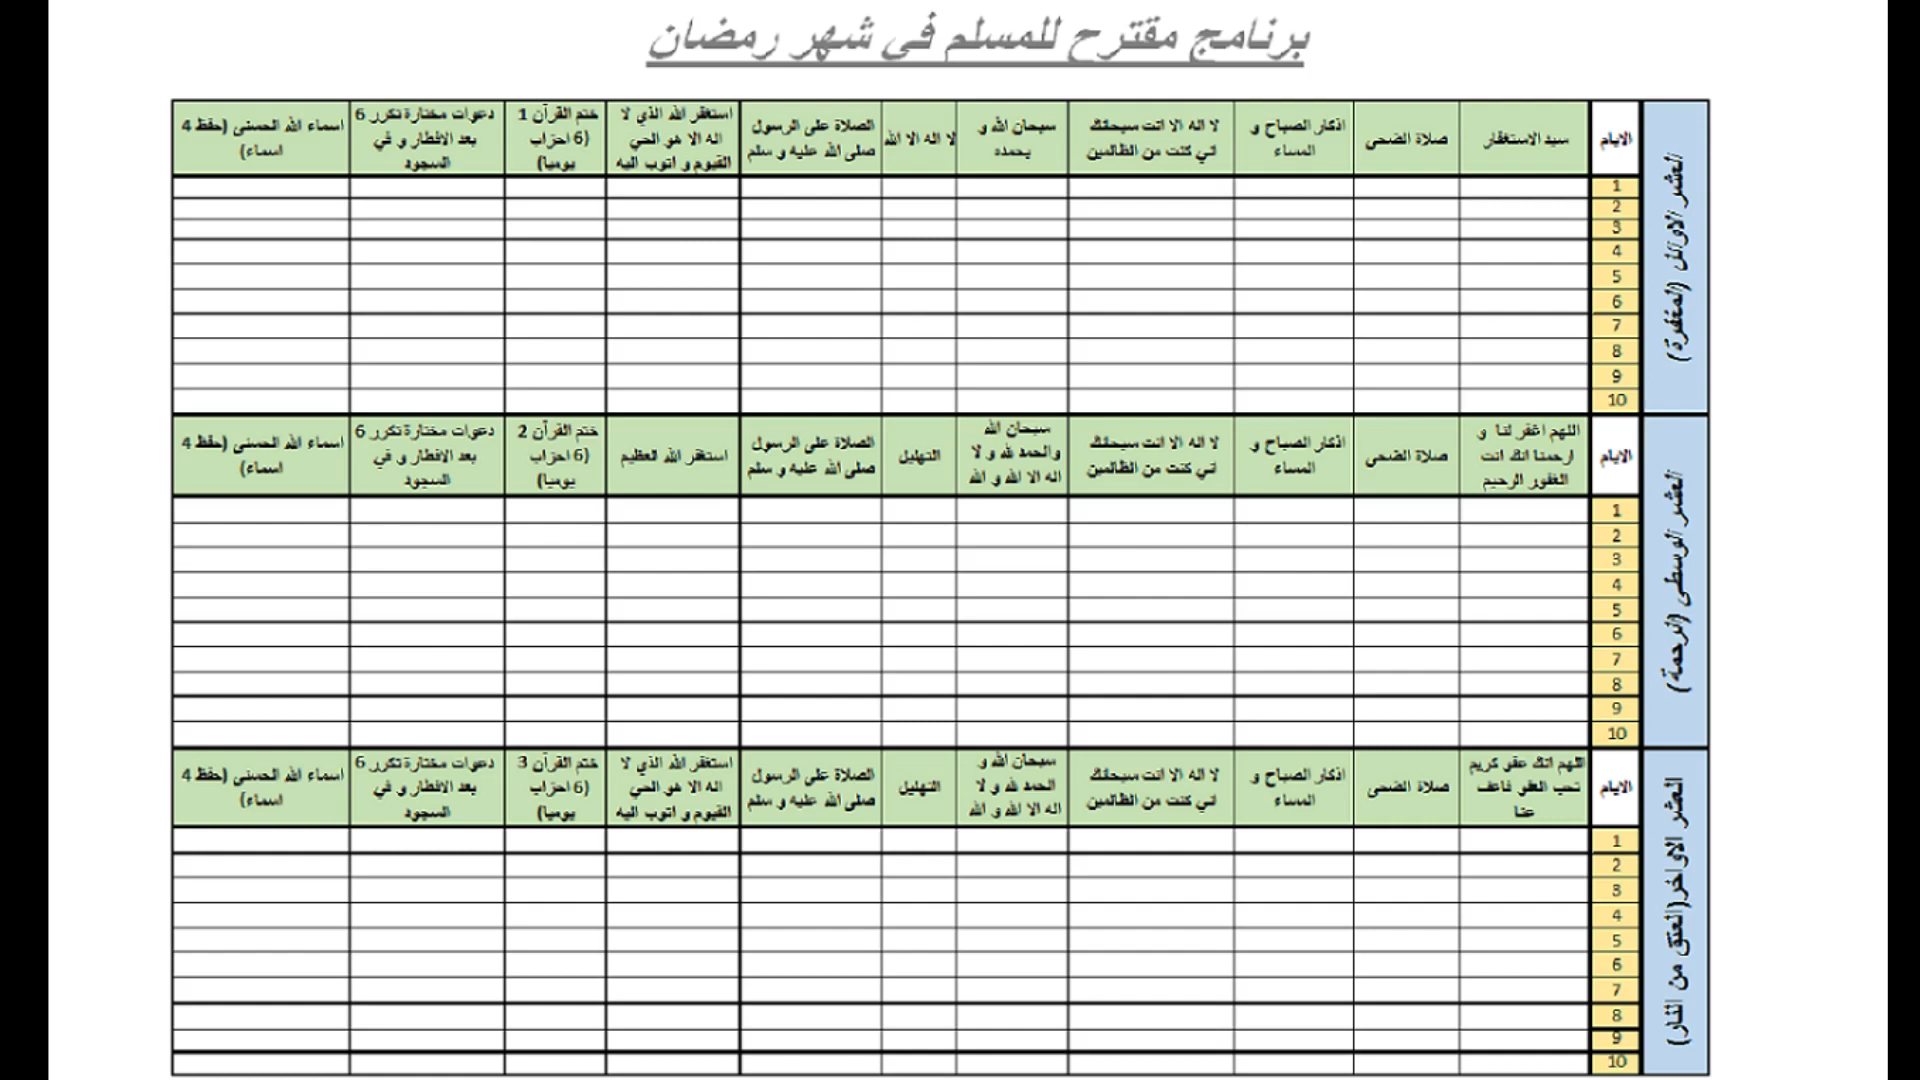 برنامج مقترح للمسلم في شهر رمضان
العشر الاوائل (المغفرة)
الايام
سيد الاستغفار
صلاة الضحى
اذكار الصباح و
المساء
لا اله الا انت سبحانك
اني كنت من الظالمين
سبحان الله و
بحمده
لا اله الا الله
الصلاة على الرسول
صلى الله عليه و سلم
استغفر الله الذي لا
اله الا هو الحي
القيوم و اتوب اليه
ختم القرآن 1
(6 احزاب
يوميا)
دعوات مختارة تكرر 6
بعد الافطار و في
السجود
اسماء الله الحسنى (حفظ 4
اسماء)
1
2
3
4
5
6
7
8
9
10
العشر الوسطى (الرحمة)
الايام
اللهم اغفر لنا و
ارحمنا انك انت
الغفور الرحيم
صلاة الضحى
اذكار الصباح و
المساء
لا اله الا انت سبحانك
اني كنت من الظالمين
سبحان الله
والحمد لله و لا
اله الا الله و الله
التهليل
الصلاة على الرسول
صلى الله عليه و سلم
استغفر الله العظيم
ختم القرآن 2
(6 احزاب
يوميا)
دعوات مختارة تكرر 6
بعد الافطار و في
السجود
اسماء الله الحسنى (حفظ 4
اسماء)
1
2
3
4
5
6
7
8
9
10
العشر الاواخر (العتق من النار)
الايام
اللهم انك عفو كريم
تحب العفو فاعف
عنا
صلاة الضحى
اذكار الصباح و
المساء
لا اله الا انت سبحانك
اني كنت من الظالمين
سبحان الله و
الحمد لله و لا
اله الا الله و الله
التهليل
الصلاة على الرسول
صلى الله عليه و سلم
استغفر الله الذي لا
اله الا هو الحي
القيوم و اتوب اليه
ختم القرآن 3
(6 احزاب
يوميا)
دعوات مختارة تكرر 6
بعد الافطار و في
السجود
اسماء الله الحسنى (حفظ 4
اسماء)
1
2
3
4
5
6
7
8
9
10